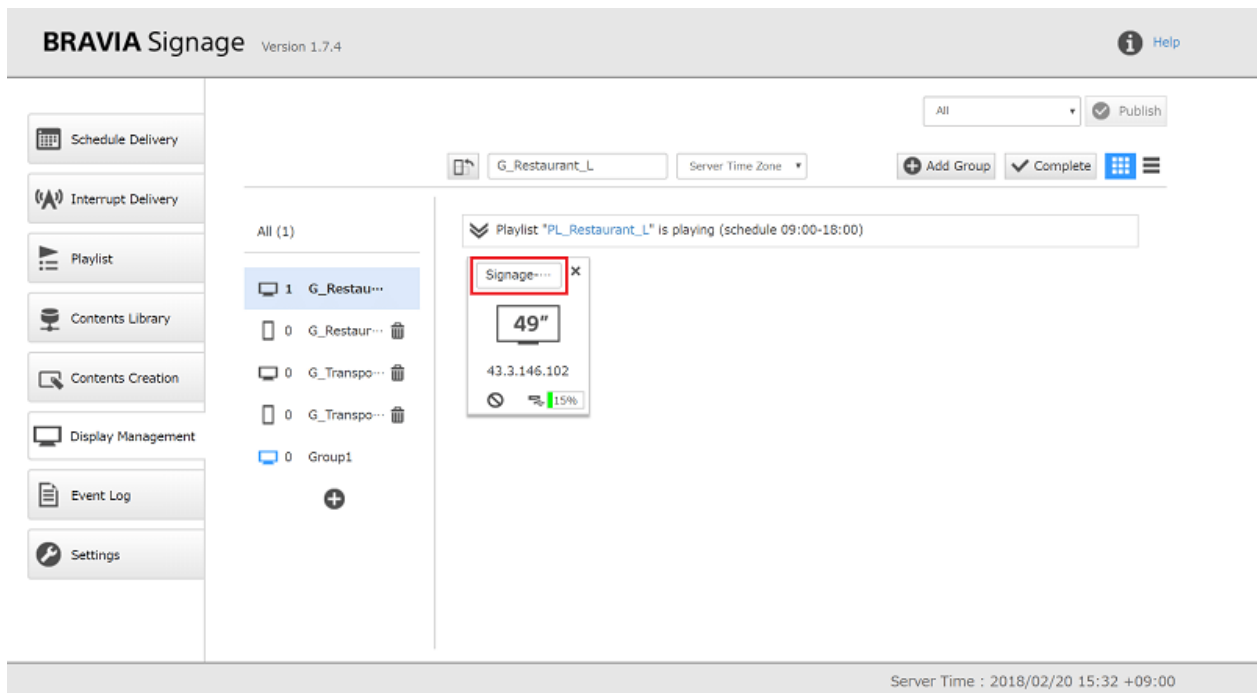 BRAVIA Signage Version 1.7.4
Help
All
Publish
Schedule Delivery
Interrupt Delivery
Playlist
Contents Library
Contents Creation
Display Management
Event Log
Settings
G_Restaurant_L
Server Time Zone
Add Group
Complete
All (1)
1 G_Restau…
0 G_Restaur…
0 G_Transpo…
0 G_Transpo…
0 Group1
Playlist "PL_Restaurant_L" is playing (schedule 09:00-18:00)
Signage-…
49"
43.3.146.102
15%
Server Time : 2018/02/20 15:32 +09:00